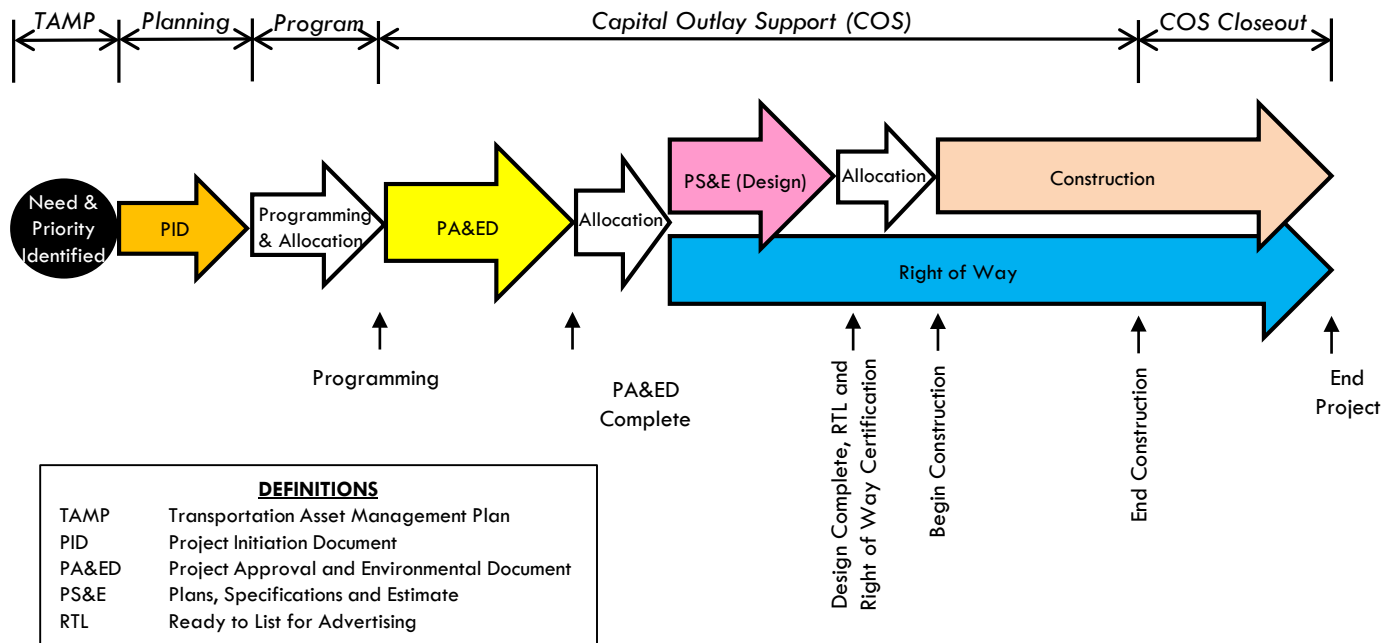 TAMP
Planning
Program
Capital Outlay Support (COS)
COS Closeout
Need &
Priority
Identified
PID
Programming
& Allocation
PA&ED
Allocation
PS&E (Design)
Allocation
Construction
Right of Way
Programming
PA&ED
Complete
Design Complete, RTL and
Right of Way Certification
Begin Construction
End Construction
End
Project
DEFINITIONS
TAMP Transportation Asset Management Plan
PID Project Initiation Document
PA&ED Project Approval and Environmental Document
PS&E Plans, Specifications and Estimate
RTL Ready to List for Advertising